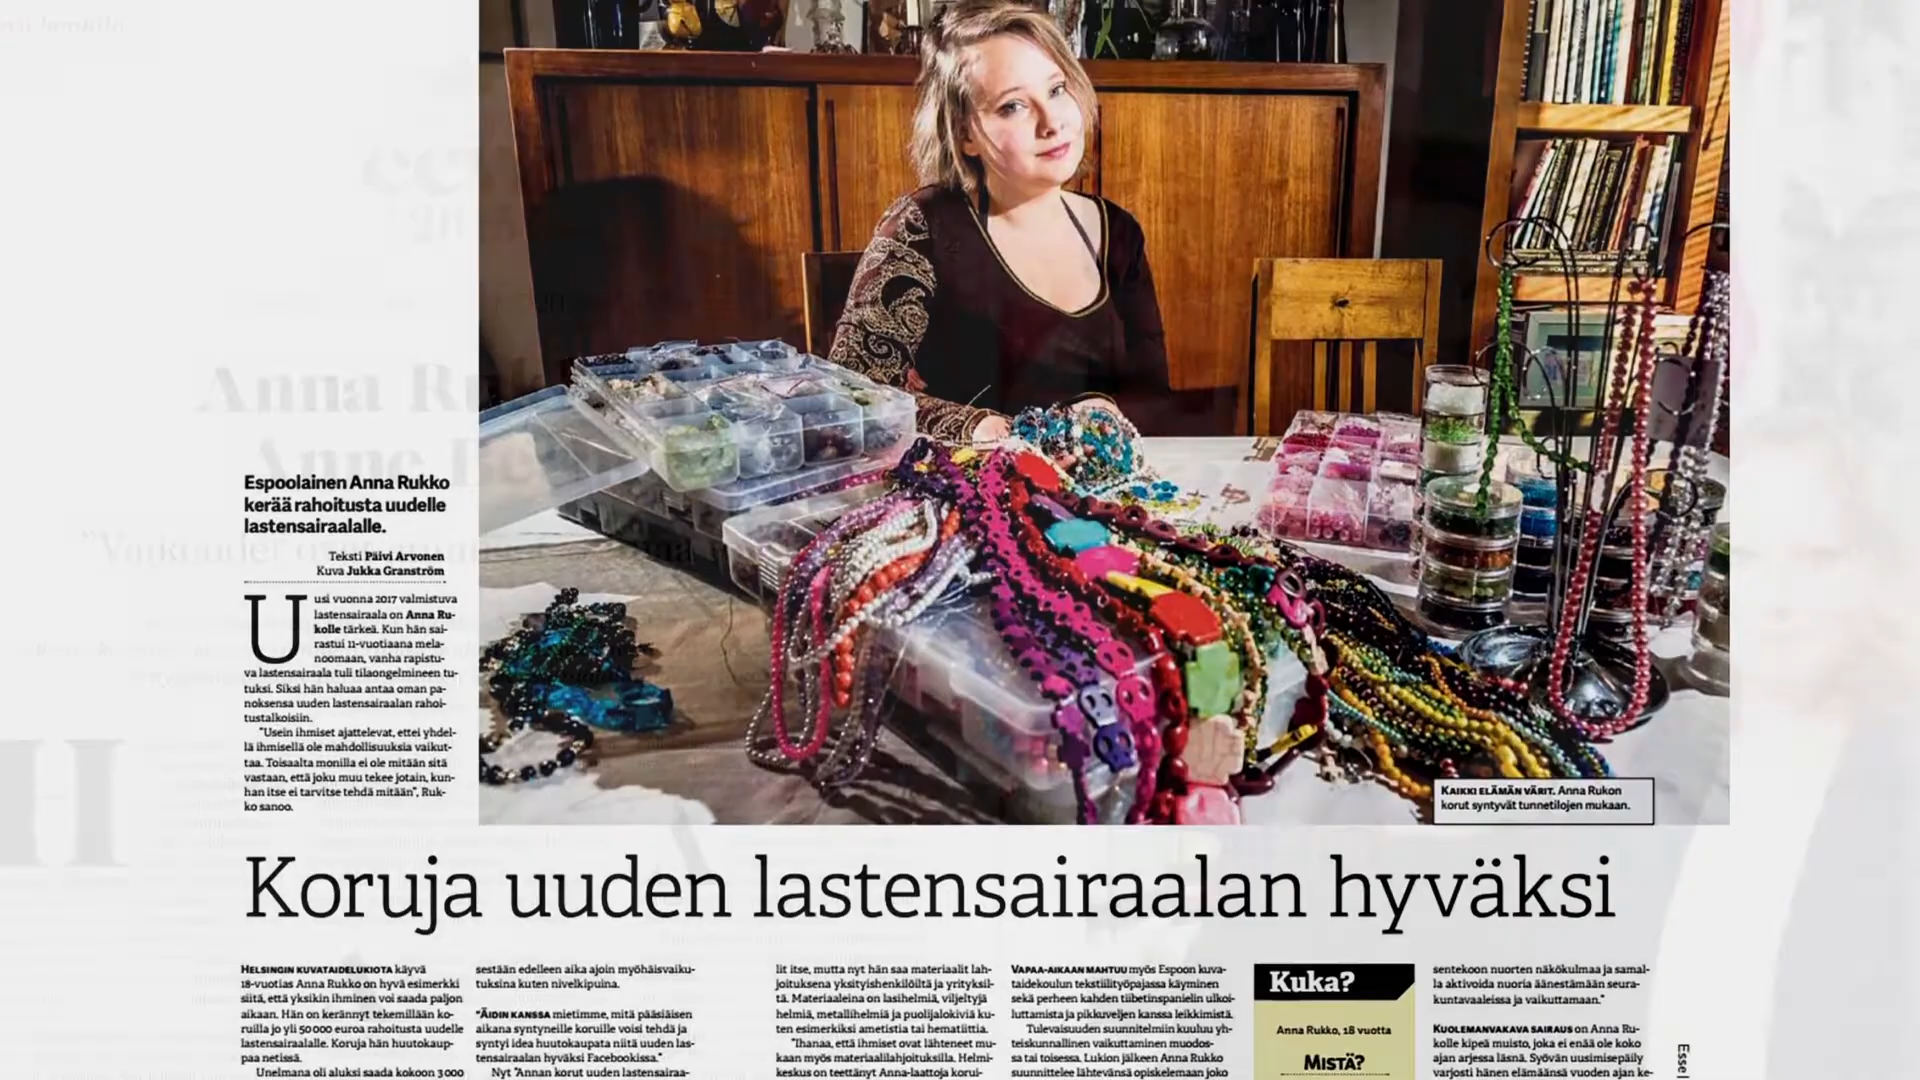 Espoolainen Anna Rukko
kerää rahoitusta uudelle
lastensairaalalle.
Teksti Päivi Arvonen
Kuva Jukka Granström
Uusi vuonna 2017 valmistuva
lastensairaala on Anna Ru-
kolle tärkeä. Kun hän sai-
rastui 11-vuotiaana mela-
noomaan, vanha rapistu-
va lastensairaala tuli tilaongelmineen tu-
tuksi. Siksi hän haluaa antaa oman pa-
noksensa uuden lastensairaalan rahoi-
tustalkoisiin.
"Usein ihmiset ajattelevat, ettei yhdel-
lä ihmisellä ole mahdollisuuksia vaikut-
taa. Toisaalta monilla ei ole mitään sitä
vastaan, että joku muu tekee jotain, kun-
han itse ei tarvitse tehdä mitään", Ruk-
ko sanoo.
KAIKKI ELÄMÄN VÄRIT. Anna Rukon
korut syntyvät tunnetilojen mukaan.
Koruja uuden lastensairaalan hyväksi
HELSINGIN KUVATAIDELUKIOTA käyvä
18-vuotias Anna Rukko on hyvä esimerkki
siitä, että yksikin ihminen voi saada paljon
aikaan. Hän on kerännyt tekemillään ko-
ruilla jo yli 50 000 euroa rahoitusta uudelle
lastensairaalalle. Koruja hän huutokaup-
paa netissä.
Unelmana oli aluksi saada kokoon 3 000
sestään edelleen aika ajoin myöhäisvaiku-
tuksina kuten nivelkipuina.
"ÄIDIN KANSSA mietimme, mitä pääsiäisen
aikana syntyneille koruille voisi tehdä ja
syntyi idea huutokaupata niitä uuden las-
tensairaalan hyväksi Facebookissa."
Nyt "Annan korut uuden lastensairaa-
lit itse, mutta nyt hän saa materiaalit lah-
joituksena yksityishenkilöiltä ja yrityksil-
tä. Materiaaleina on lasihelmiä, viljeltyjä
helmiä, metallihelmiä ja puolijalokiviä ku-
ten esimerkiksi ametistia tai hematiittia.
"Ihanaa, että ihmiset ovat lähteneet mu-
kaan myös materiaalilahjoituksilla. Helmi-
keskus on teettänyt Anna-laattoja korui-
VAPAA-AIKAAN MAHTUU myös Espoon kuva-
taidekoulun tekstiilityöpajassa käyminen
sekä perheen kahden tiibetinspanielin ulkoi-
luttamista ja pikkuveljen kanssa leikkimistä.
Tulevaisuuden suunnitelmiin kuuluu yh-
teiskunnallinen vaikuttaminen muodos-
sa tai toisessa. Lukion jälkeen Anna Rukko
suunnittelee lähtevänsä opiskelemaan joko
Kuka?
Anna Rukko, 18 vuotta
MISTÄ?
sentekoon nuorten näkökulmaa ja samal-
la aktivoida nuoria äänestämään seura-
kuntavaaleissa ja vaikuttamaan."
KUOLEMANVAKAVA SAIRAUS on Anna Ru-
kolle kipeä muisto, joka ei enää ole koko
ajan arjessa läsnä. Syövän uusimisepäily
varjosti hänen elämäänsä vuoden ajan ke-
Essel